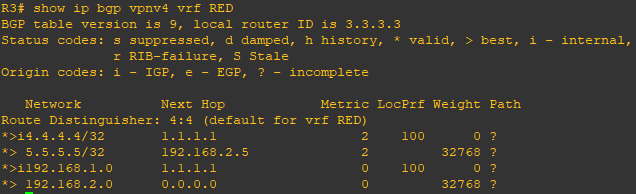 R3# show ip bgp vpnv4 vrf RED
BGP table version is 9, local router ID is 3.3.3.3
Status codes: s suppressed, d damped, h history, * valid, > best, i - internal,
              r RIB-failure, S Stale
Origin codes: i - IGP, e - EGP, ? - incomplete

   Network          Next Hop            Metric LocPrf Weight Path
Route Distinguisher: 4:4 (default for vrf RED)
*>i4.4.4.4/32       1.1.1.1                  2    100      0 ?
*> 5.5.5.5/32       192.168.2.5              2         32768 ?
*>i192.168.1.0      1.1.1.1                  0    100      0 ?
*> 192.168.2.0      0.0.0.0                  0         32768 ?